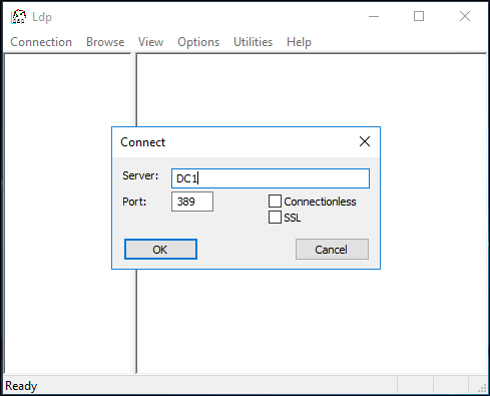 Ldp
Connection Browse View Options Utilities Help
Connect
Server: DC1
Port: 389 Connectionless
SSL
OK Cancel
Ready